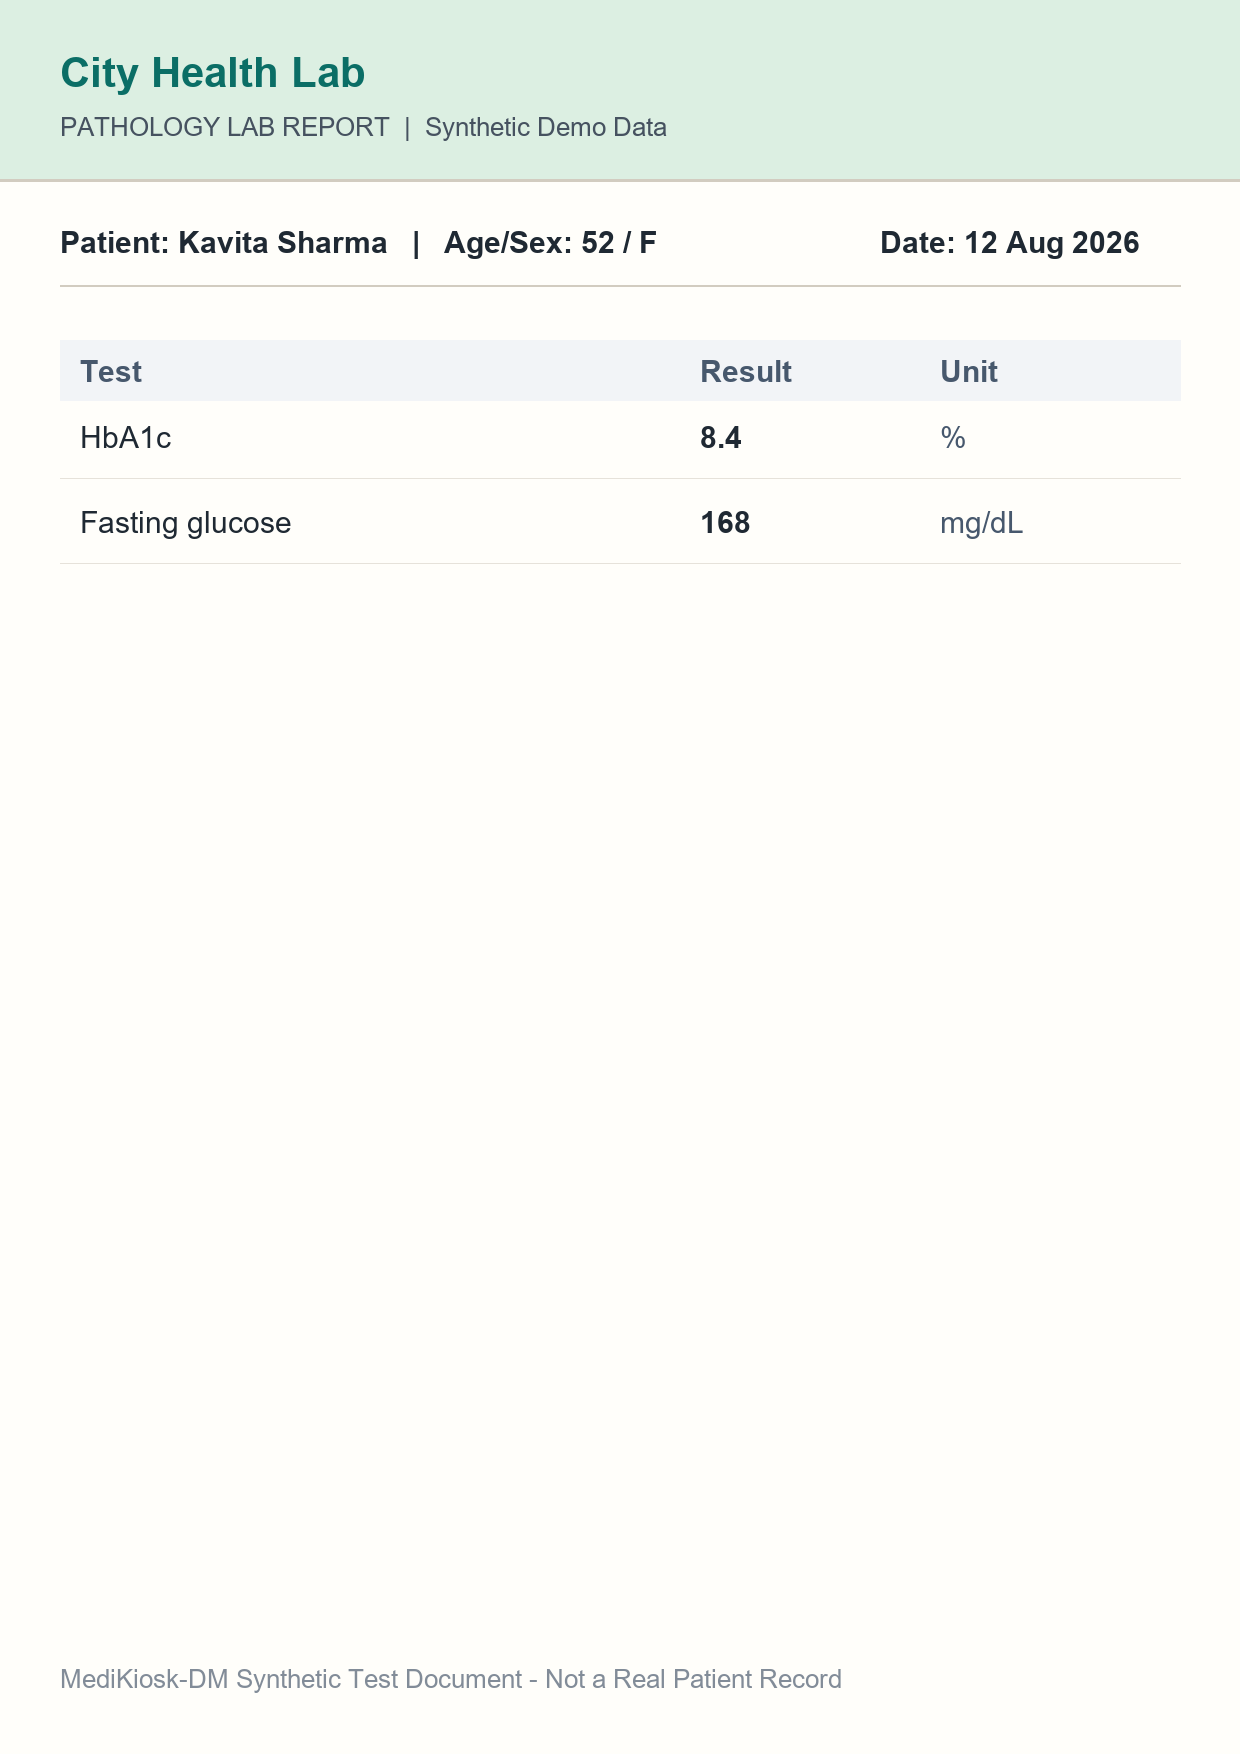 City Health Lab
PATHOLOGY LAB REPORT | Synthetic Demo Data
Patient: Kavita Sharma | Age/Sex: 52 / F Date: 12 Aug 2026
Test Result Unit
HbA1c 8.4 %
Fasting glucose 168 mg/dL
MediKiosk-DM Synthetic Test Document - Not a Real Patient Record